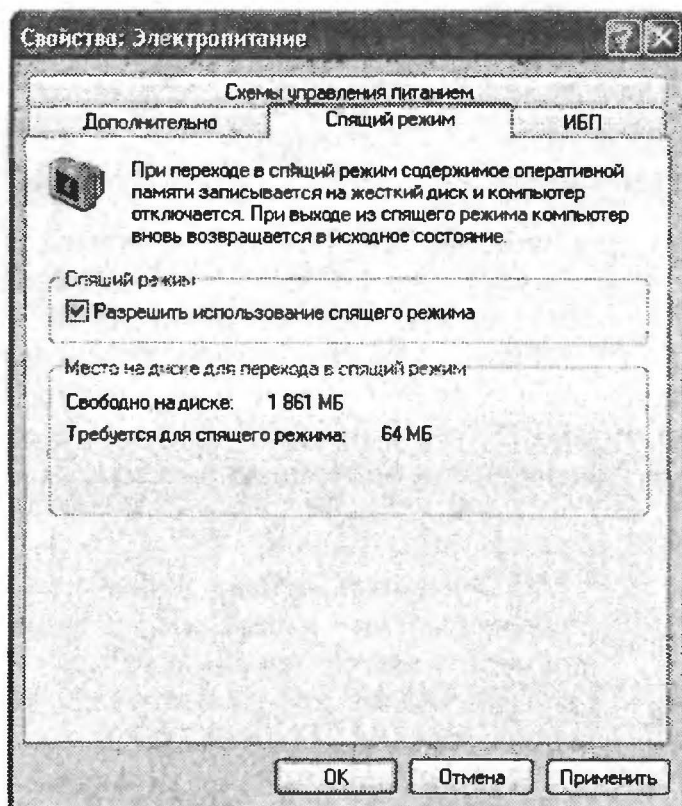 Свойства: Электропитание
Схемы управления питанием
Дополнительно
Спящий режим
ИБП
При переходе в спящий режим содержимое оперативной
памяти записывается на жесткий диск и компьютер
отключается. При выходе из спящего режима компьютер
вновь возвращается в исходное состояние.
Спящий режим
Разрешить использование спящего режима
Место на диске для перехода в спящий режим
Свободно на диске: 1 861 МБ
Требуется для спящего режима: 64 МБ
ОК
Отмена
Применить